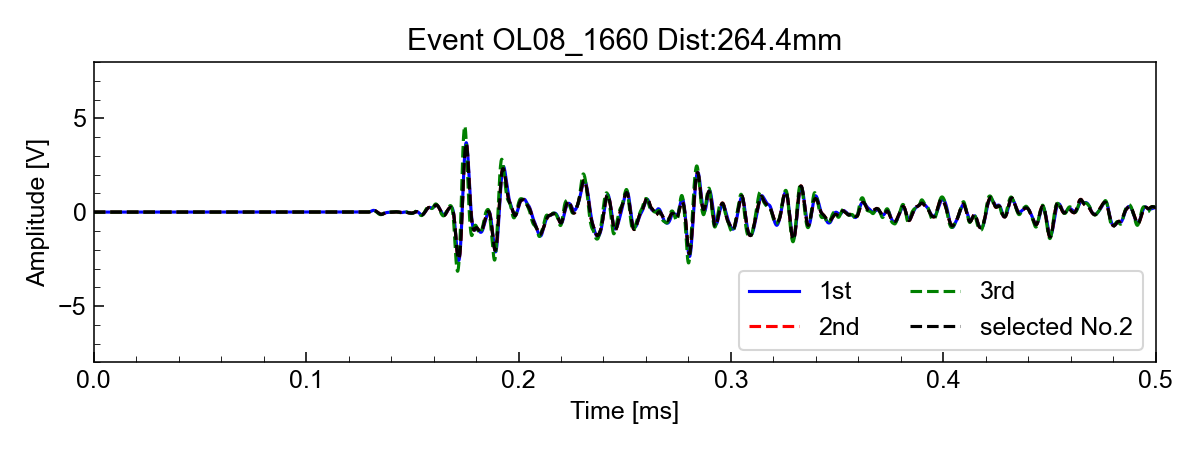 Event OL08_1660 Dist:264.4mm
Amplitude [V]
5
0
−5
1st
2nd
3rd
selected No.2
0.0 0.1 0.2 0.3 0.4 0.5
Time [ms]